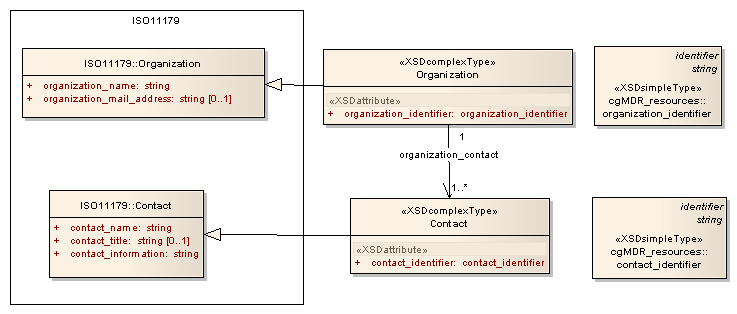 ISO11179
ISO11179::Organization
+ organization_name: string
+ organization_mail_address: string [0..1]
«XSDcomplexType»
Organization
«XSDattribute»
+ organization_identifier: organization_identifier
identifier
string
«XSDsimpleType»
cgMDR_resources::
organization_identifier
1
organization_contact
1..*
ISO11179::Contact
+ contact_name: string
+ contact_title: string [0..1]
+ contact_information: string
«XSDcomplexType»
Contact
«XSDattribute»
+ contact_identifier: contact_identifier
identifier
string
«XSDsimpleType»
cgMDR_resources::
contact_identifier